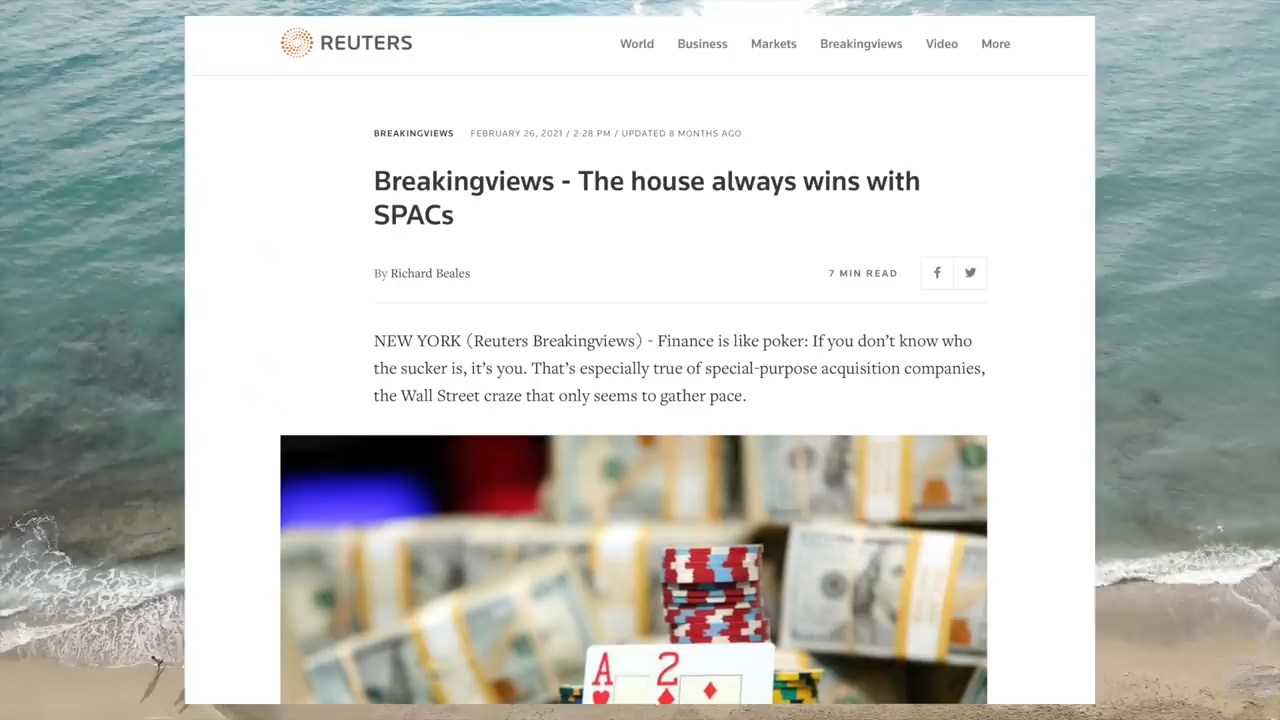 REUTERS
World Business Markets Breakingviews Video More
BREAKINGVIEWS FEBRUARY 26, 2021 / 2:28 PM / UPDATED 8 MONTHS AGO
Breakingviews - The house always wins with
SPACs
By Richard Beales
7 MIN READ
NEW YORK (Reuters Breakingviews) - Finance is like poker: If you don’t know who
the sucker is, it’s you. That’s especially true of special-purpose acquisition companies,
the Wall Street craze that only seems to gather pace.
A 2